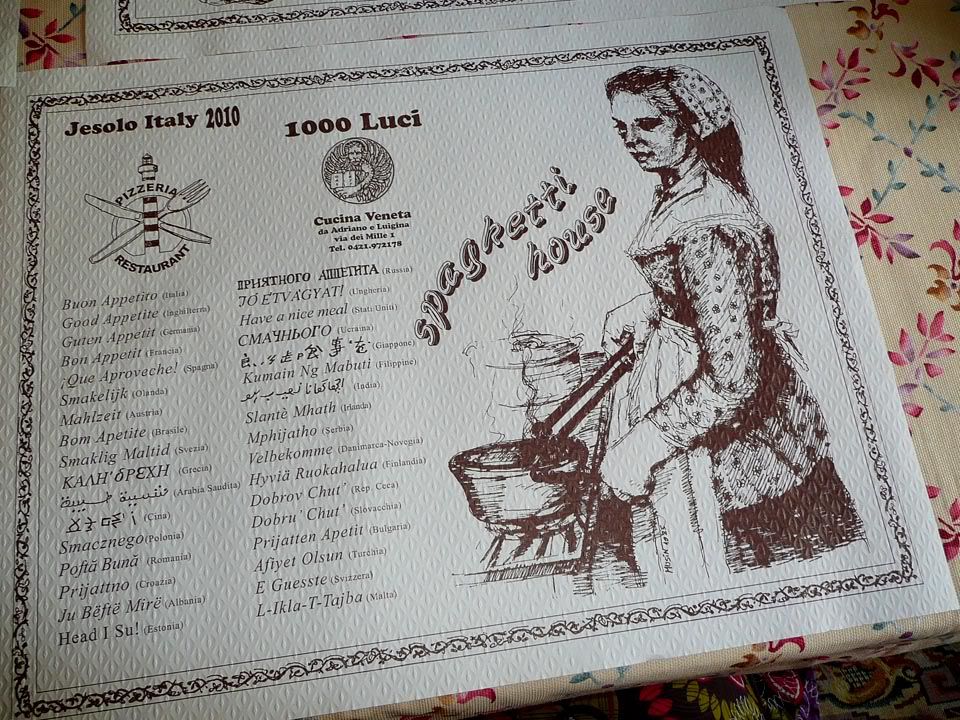 Jesolo Italy 2010
1000 Luci
PIZZERIA
RESTAURANT
Cucina Veneta
da Adriano e Luigina
via dei Mille 1
Tel. 0421.972178
spaghetti
house
Buon Appetito (Italia)
Good Appetite (Inghilterra)
Guten Appetit (Germania)
Bon Appetit (Francia)
¡Que Aproveche! (Spagna)
Smakelijk (Olanda)
Mahlzeit (Austria)
Bom Apetite (Brasile)
Smaklig Maltid (Svezia)
ΚΑΛΗ' ΌΡΕΧΗ (Grecia)
(Arabia Saudita)
(Cina)
Smacznego (Polonia)
Poftă Bună (Romania)
Prijattno (Croazia)
Ju Bëftë Mirë (Albania)
Head I Su! (Estonia)
ПРИЯТНОГО АППЕТИТА (Russia)
JÓ ÉTVÁGYAT! (Ungheria)
Have a nice meal (Stati Uniti)
СМАЧНЬОГО (Ucraina)
(Giappone)
Kumain Ng Mabuti (Filippine)
(India)
Slantè Mhath (Irlanda)
Mphijatho (Serbia)
Velbekomme (Danimarca-Novegia)
Hyviä Ruokahalua (Finlandia)
Dobrov Chut' (Rep. Ceca)
Dobru' Chut' (Slovacchia)
Prijatten Apetit (Bulgaria)
Afiyet Olsun (Turchia)
E Guesste (Svizzera)
L-Ikla-T-Tajba (Malta)